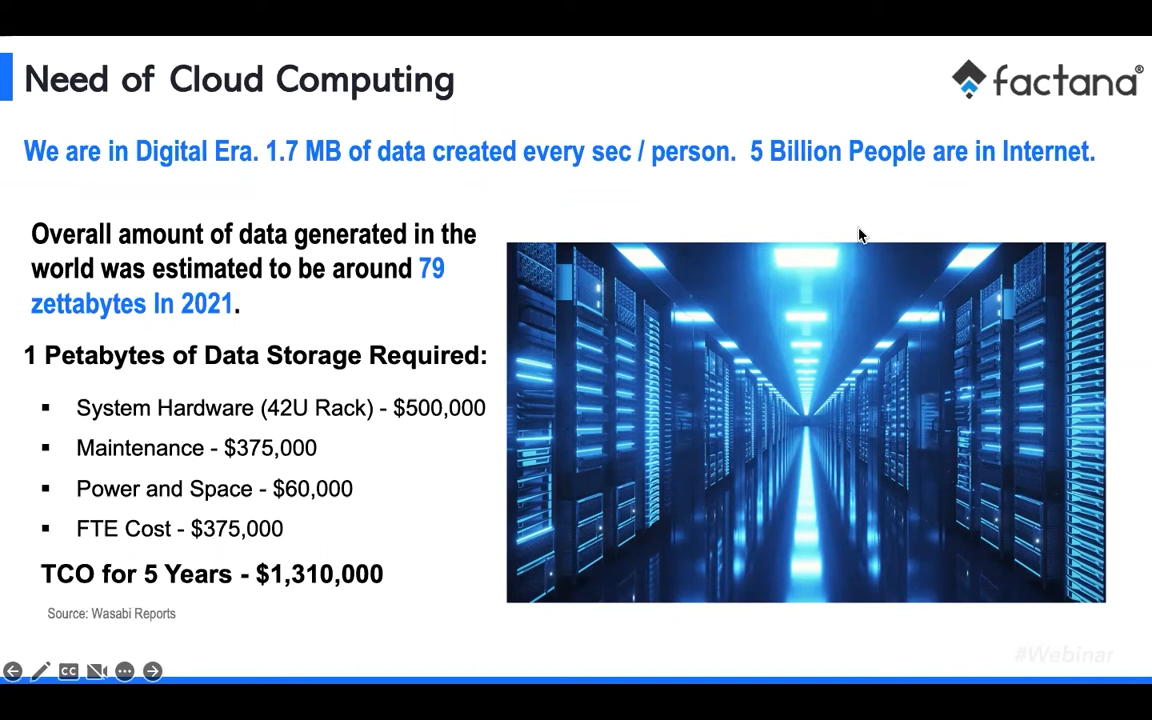 Need of Cloud Computing
factana®
We are in Digital Era. 1.7 MB of data created every sec / person. 5 Billion People are in Internet.
Overall amount of data generated in the
world was estimated to be around 79
zettabytes In 2021.
1 Petabytes of Data Storage Required:
▪ System Hardware (42U Rack) - $500,000
▪ Maintenance - $375,000
▪ Power and Space - $60,000
▪ FTE Cost - $375,000
TCO for 5 Years - $1,310,000
Source: Wasabi Reports
#Webinar
CC